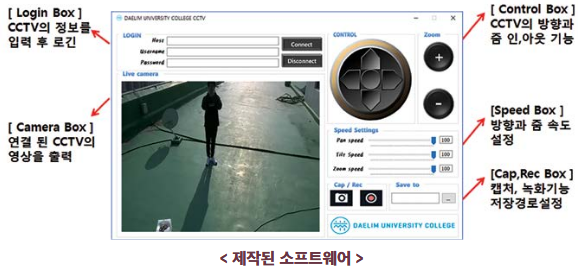 [ Login Box ]
CCTV의 정보를
입력 후 로긴
[ Camera Box ]
연결 된 CCTV의
영상을 출력
DAELIM UNIVERSITY COLLEGE CCTV
LOGIN
Host
Username
Password
Connect
Disconnect
Live camera
CONTROL
Zoom
+
-
Speed Settings
Pan speed
100
Tilt Speed
100
Zoom speed
100
Cap / Rec
Save to
...
DAELIM UNIVERSITY COLLEGE
[ Control Box ]
CCTV의 방향과
줌 인,아웃 기능
[Speed Box ]
방향과 줌 속도
설정
[Cap,Rec Box ]
캡처, 녹화기능
저장경로설정
< 제작된 소프트웨어 >